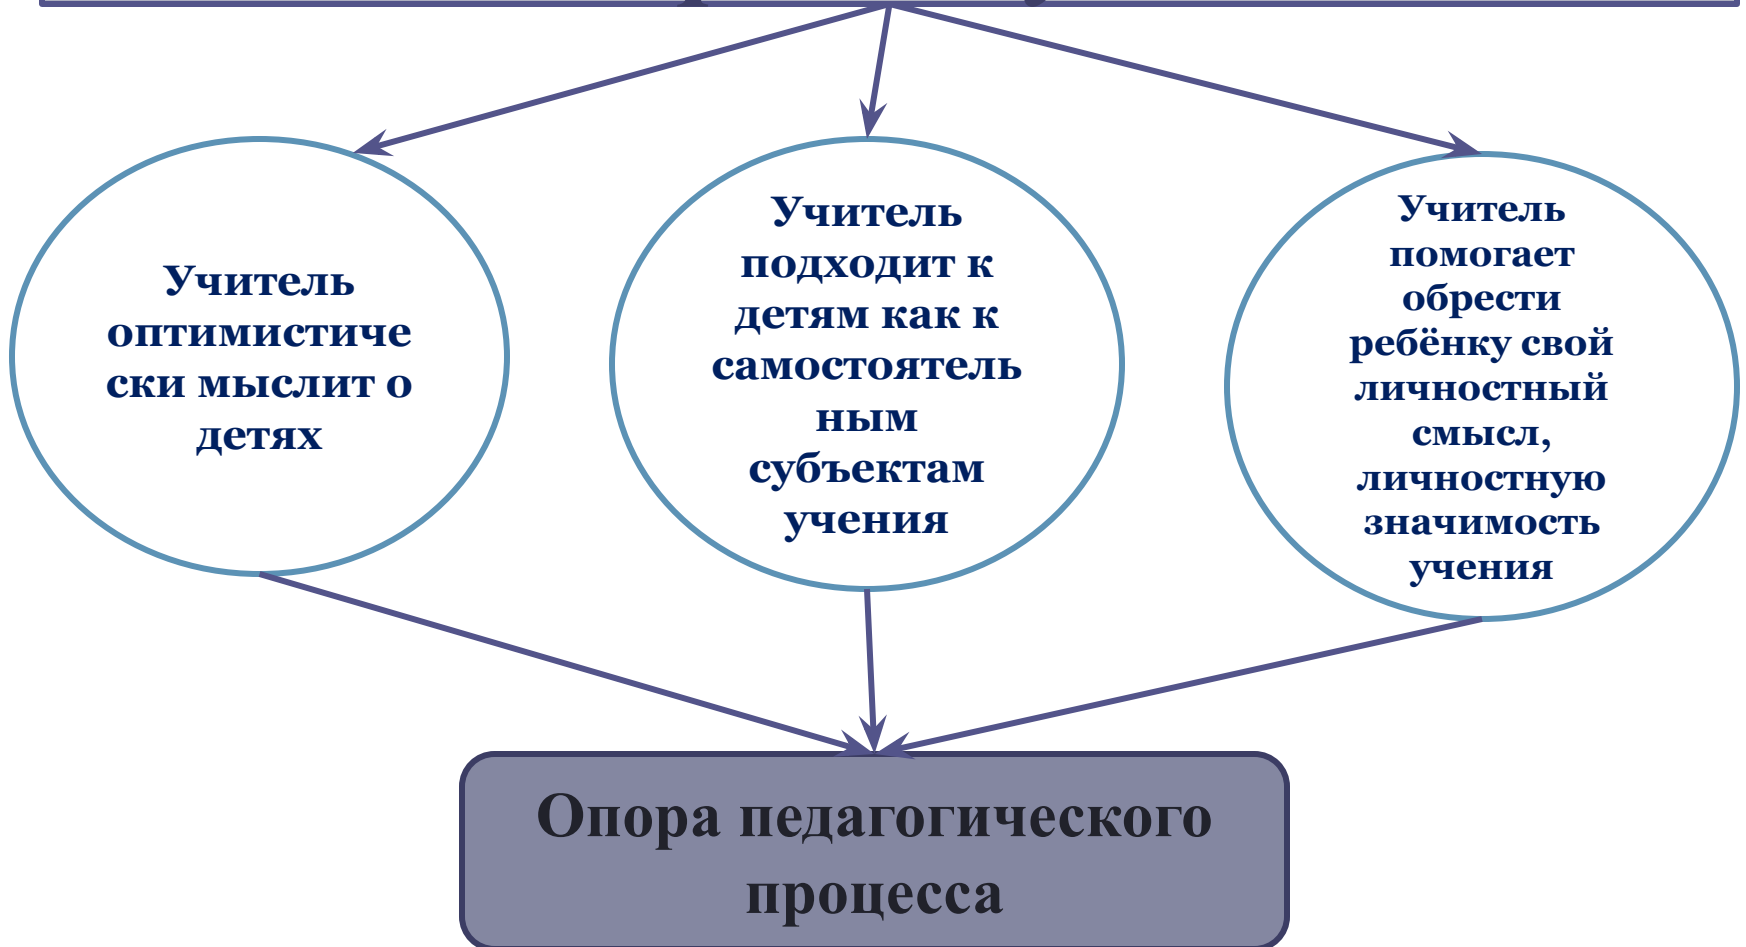 Учитель
оптимистиче
ски мыслит о
детях
Учитель
подходит к
детям как к
самостоятель
ным
субъектам
учения
Учитель
помогает
обрести
ребёнку свой
личностный
смысл,
личностную
значимость
учения
Опора педагогического
процесса